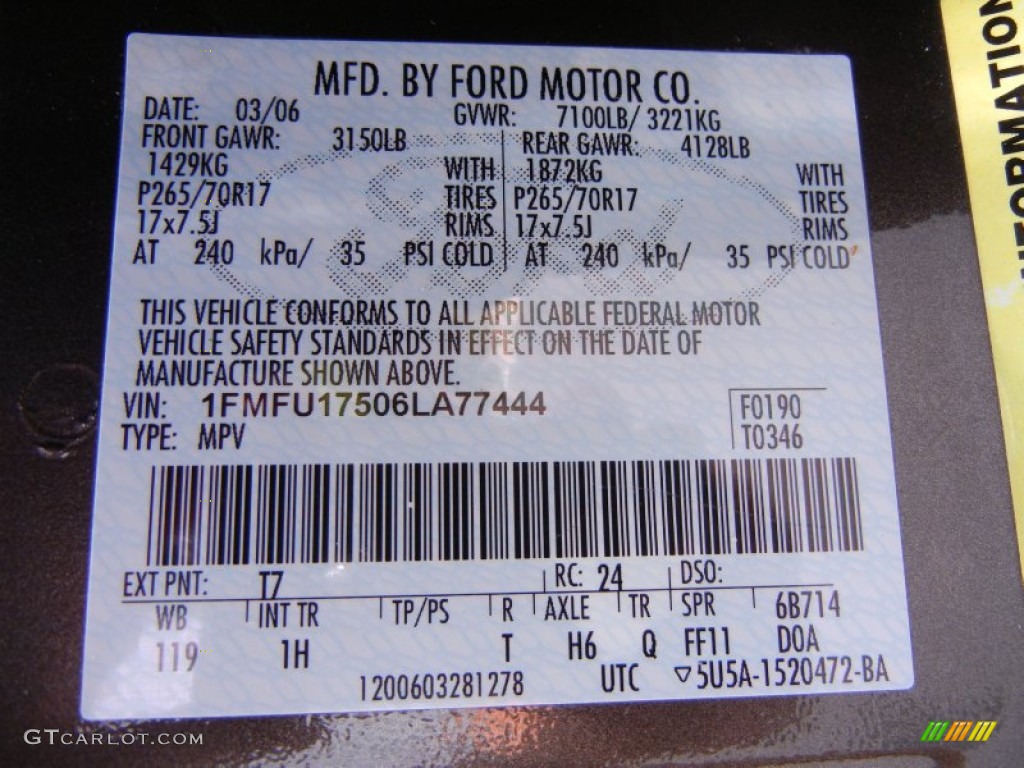 MFD. BY FORD MOTOR CO.
DATE: 03/06 GVWR: 7100LB/ 3221KG
FRONT GAWR: 3150LB REAR GAWR: 4128LB
1429KG WITH 1872KG WITH
P265/70R17 TIRES P265/70R17 TIRES
17x7.5J RIMS 17x7.5J RIMS
AT 240 kPa/ 35 PSI COLD AT 240 kPa/ 35 PSI COLD
THIS VEHICLE CONFORMS TO ALL APPLICABLE FEDERAL MOTOR
VEHICLE SAFETY STANDARDS IN EFFECT ON THE DATE OF
MANUFACTURE SHOWN ABOVE.
VIN: 1FMFU17506LA77444 F0190
TYPE: MPV T0346
EXT PNT: T7 RC: 24 DSO:
WB INT TR TP/PS R AXLE TR SPR 6B714
119 1H T H6 Q FF11 DOA
1200603281278 UTC ▽5U5A-1520472-BA
INFORMATION
GTCARLOT.COM